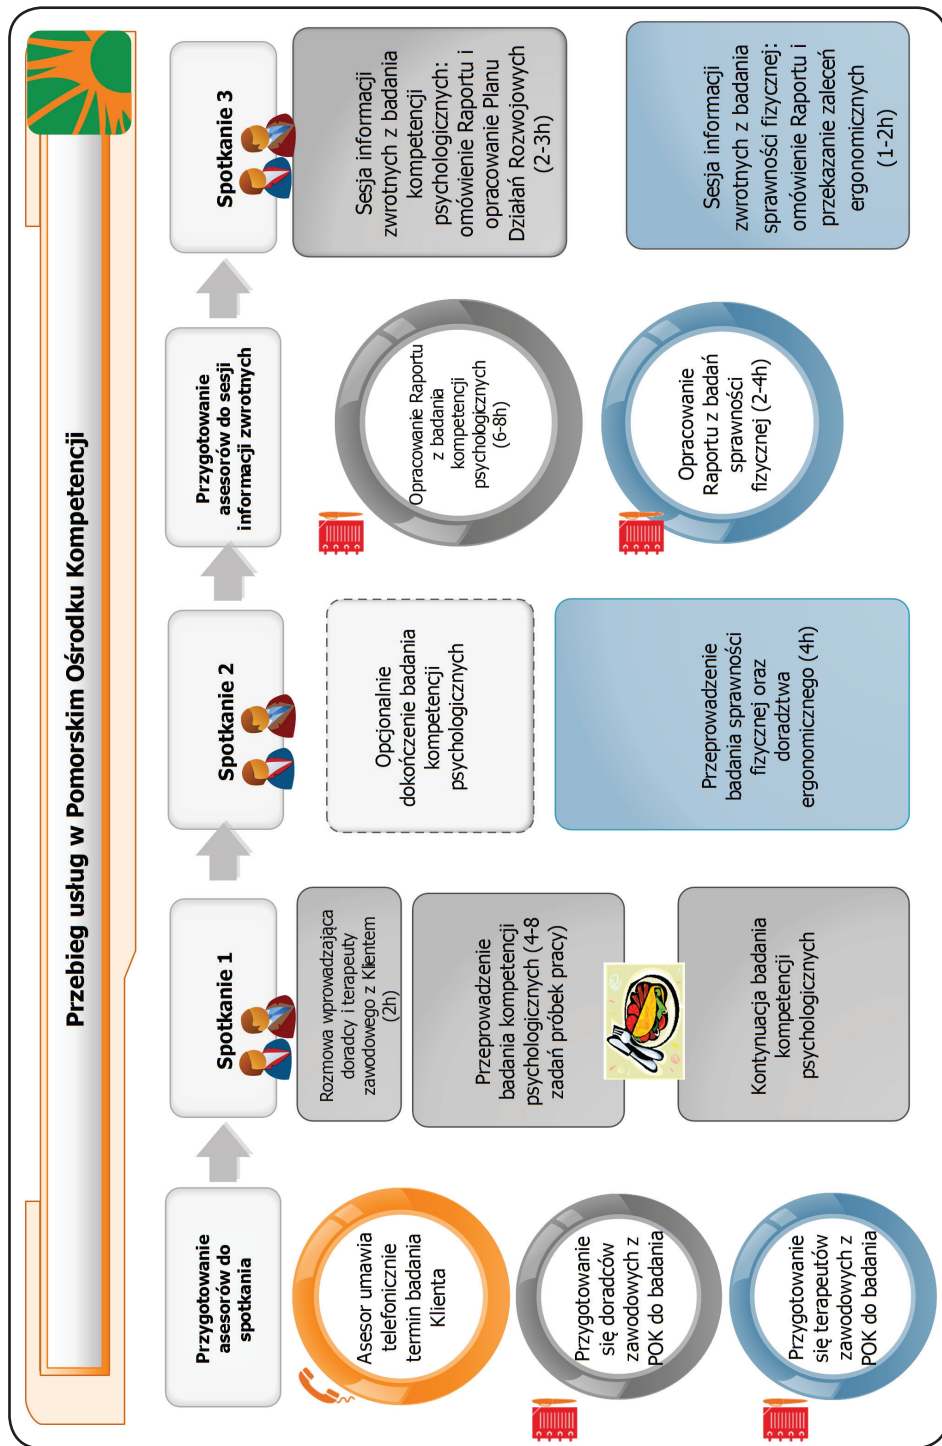 Przebieg usług w Pomorskim Ośrodku Kompetencji
Przygotowanie
asesorów do
spotkania
Asesor umawia
telefonicznie
termin badania
Klienta
Przygotowanie
się doradców
zawodowych z
POK do badania
Przygotowanie
się terapeutów
zawodowych z
POK do badania
Spotkanie 1
Rozmowa wprowadzająca
doradcy i terapeuty
zawodowego z Klientem
(2h)
Przeprowadzenie
badania kompetencji
psychologicznych (4-8
zadań próbek pracy)
Kontynuacja badania
kompetencji
psychologicznych
Spotkanie 2
Opcjonalnie
dokończenie badania
kompetencji
psychologicznych
Przeprowadzenie
badania sprawności
fizycznej oraz
doradztwa
ergonomicznego (4h)
Przygotowanie
asesorów do sesji
informacji zwrotnych
Opracowanie Raportu
z badania
kompetencji
psychologicznych
(6-8h)
Opracowanie
Raportu z badań
sprawności
fizycznej (2-4h)
Spotkanie 3
Sesja informacji
zwrotnych z badania
kompetencji
psychologicznych:
omówienie Raportu i
opracowanie Planu
Działań Rozwojowych
(2-3h)
Sesja informacji
zwrotnych z badania
sprawności fizycznej:
omówienie Raportu i
przekazanie zaleceń
ergonomicznych
(1-2h)